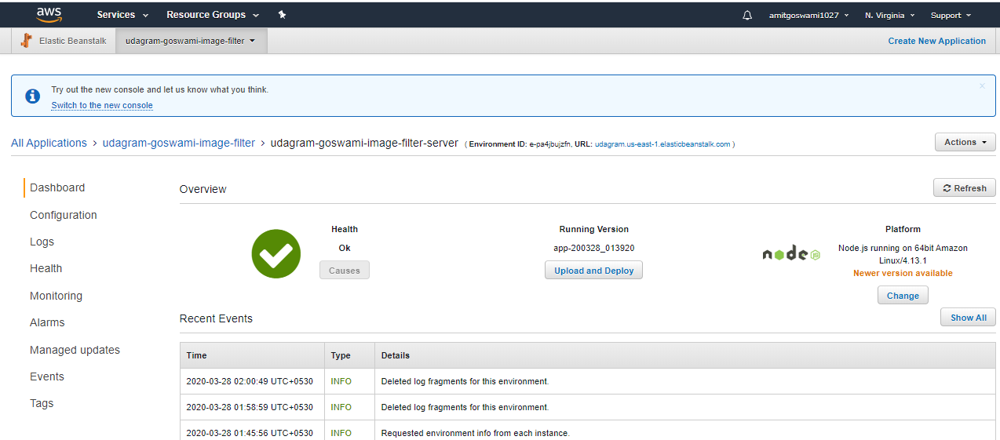 aws Services Resource Groups amitgoswami1027 N. Virginia Support
Elastic Beanstalk udagram-goswami-image-filter Create New Application
Try out the new console and let us know what you think.
Switch to the new console
All Applications > udagram-goswami-image-filter > udagram-goswami-image-filter-server ( Environment ID: e-pa4jbujzfn, URL: udagram.us-east-1.elasticbeanstalk.com ) Actions
Dashboard
Configuration
Logs
Health
Monitoring
Alarms
Managed updates
Events
Tags
Overview Refresh
Health
Ok
Causes
Running Version
app-200328_013920
Upload and Deploy
node JS
Platform
Node.js running on 64bit Amazon
Linux/4.13.1
Newer version available
Change
Recent Events Show All
Time Type Details
2020-03-28 02:00:49 UTC+0530 INFO Deleted log fragments for this environment.
2020-03-28 01:58:59 UTC+0530 INFO Deleted log fragments for this environment.
2020-03-28 01:45:56 UTC+0530 INFO Requested environment info from each instance.